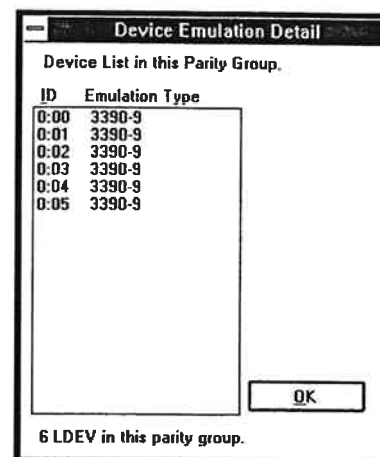 Device Emulation Detail
Device List in this Parity Group.
ID Emulation Type
0:00 3390-9
0:01 3390-9
0:02 3390-9
0:03 3390-9
0:04 3390-9
0:05 3390-9
OK
6 LDEV in this parity group.